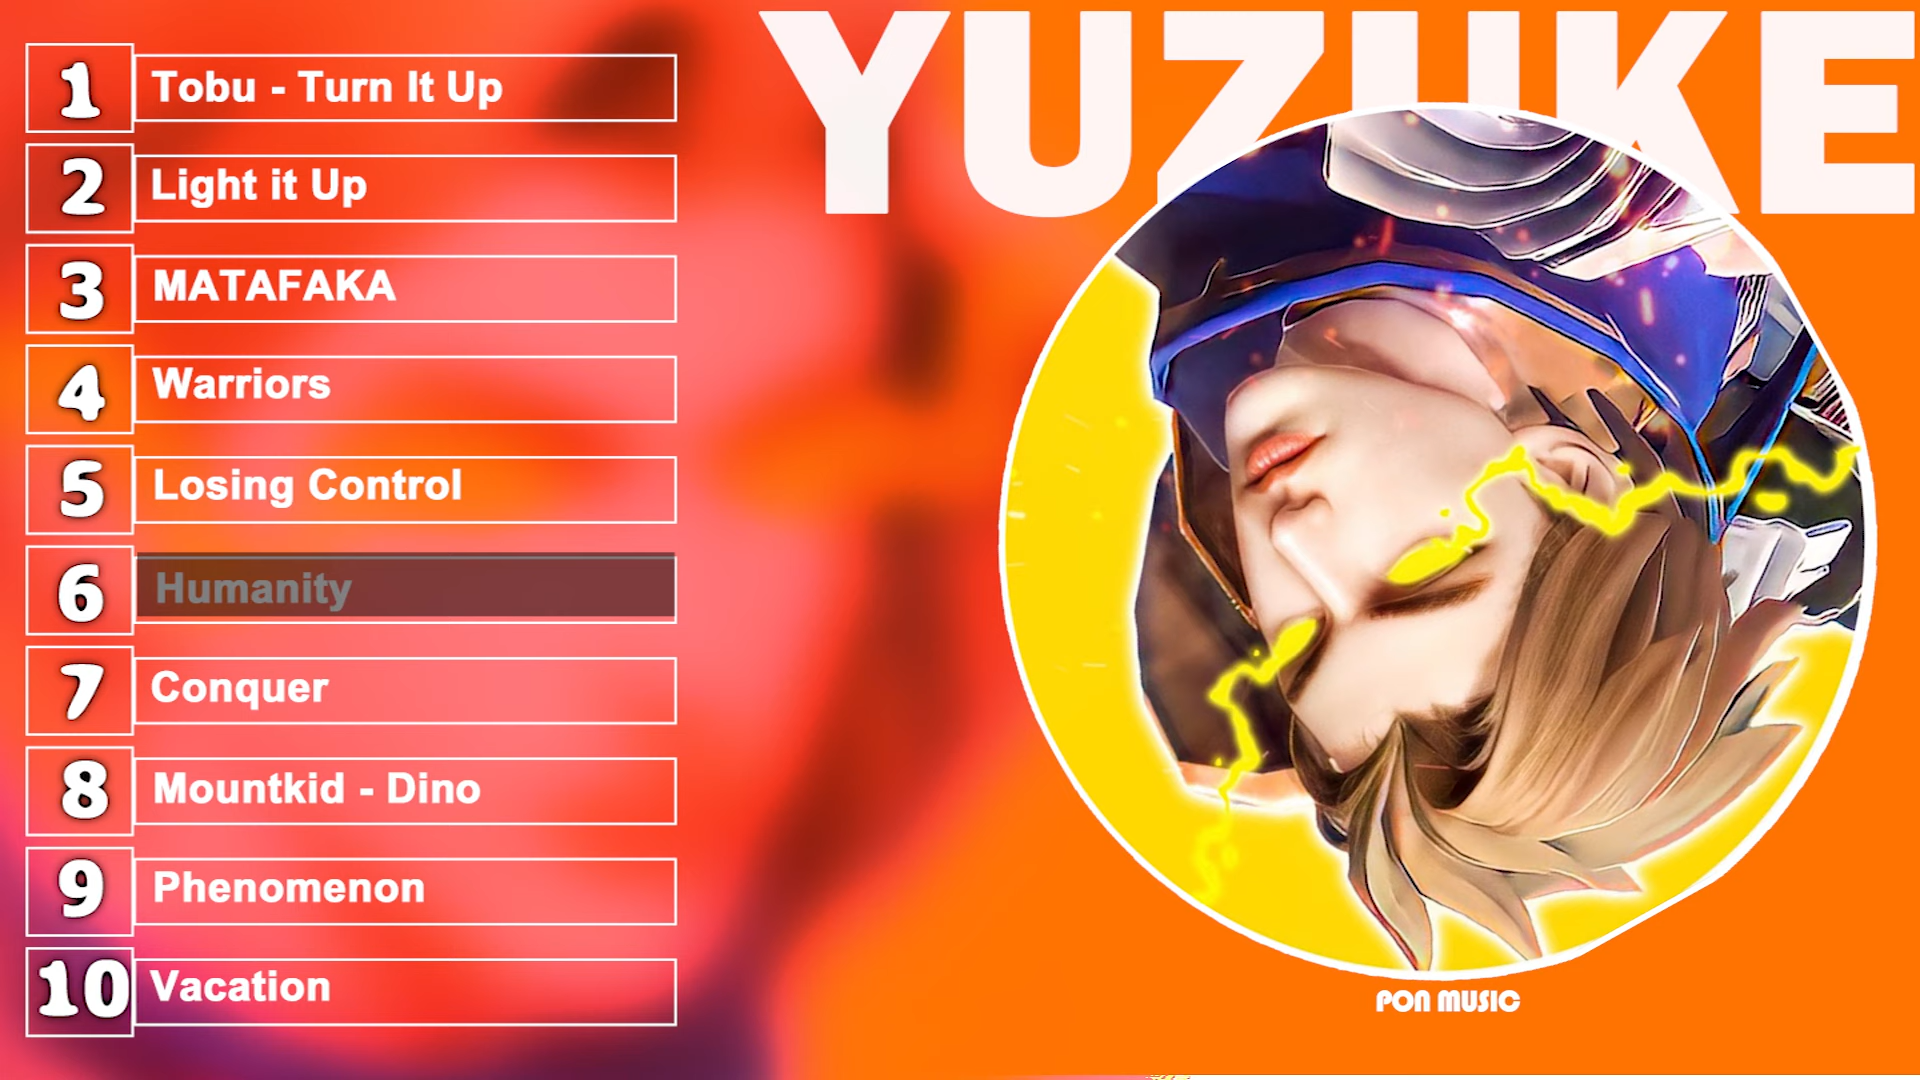 YUZUKE
1 Tobu - Turn It Up
2 Light it Up
3 MATAFAKA
4 Warriors
5 Losing Control
6 Humanity
7 Conquer
8 Mountkid - Dino
9 Phenomenon
10 Vacation
PON MUSIC